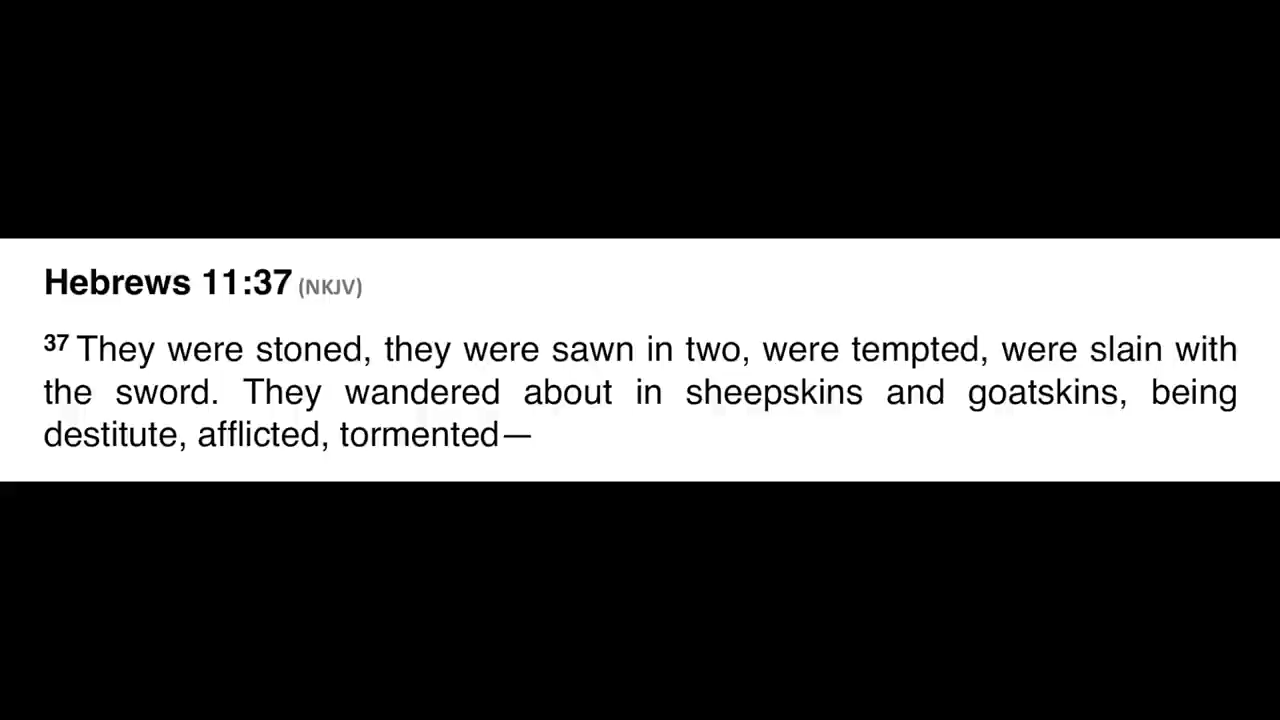 Hebrews 11:37 (NKJV)
37 They were stoned, they were sawn in two, were tempted, were slain with
the sword. They wandered about in sheepskins and goatskins, being
destitute, afflicted, tormented—